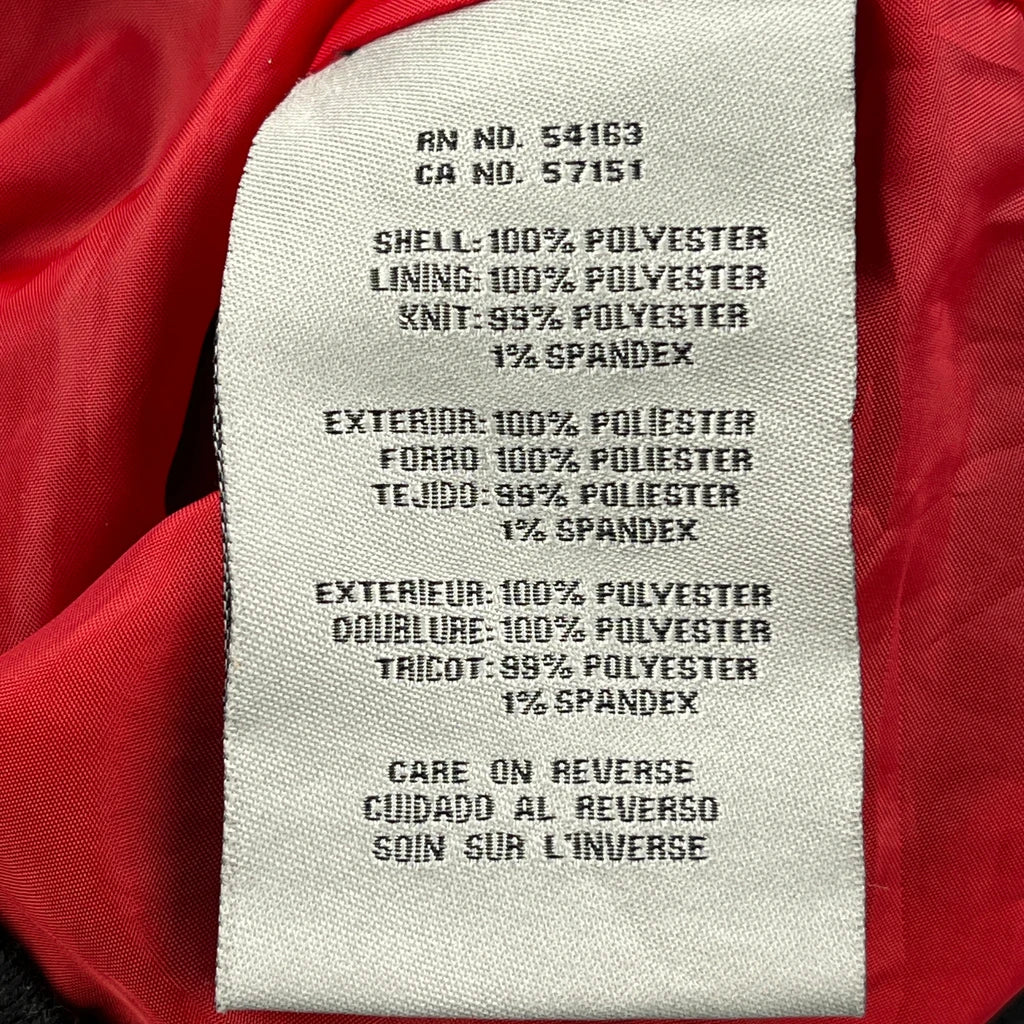 RN NO. 54163
CA NO. 57151
SHELL: 100% POLYESTER
LINING: 100% POLYESTER
KNIT: 99% POLYESTER
1% SPANDEX
EXTERIOR: 100% POLIESTER
FORRO 100% POLIESTER
TEJIDO: 99% POLIESTER
1% SPANDEX
EXTERIEUR: 100% POLYESTER
DOUBLURE: 100% POLYESTER
TRICOT: 99% POLYESTER
1% SPANDEX
CARE ON REVERSE
CUIDADO AL REVERSO
SOIN SUR L'INVERSE